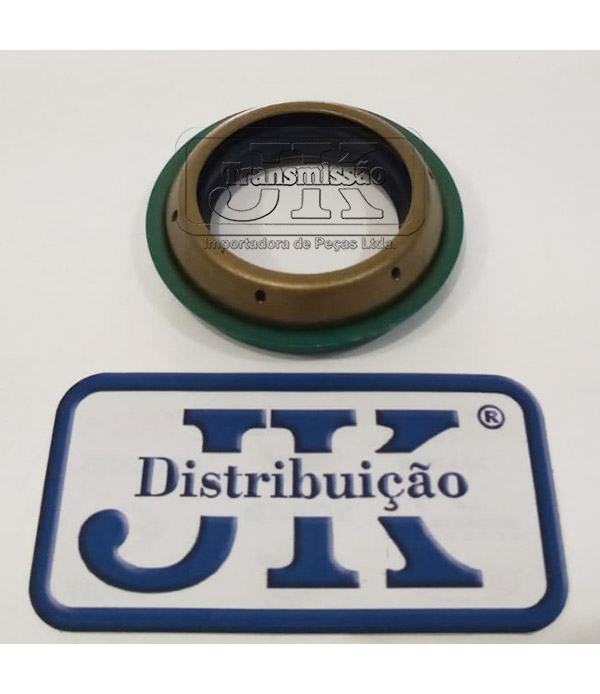 JK
Transmissão
Importadora de Peças Ltda.
JK ®
Distribuição